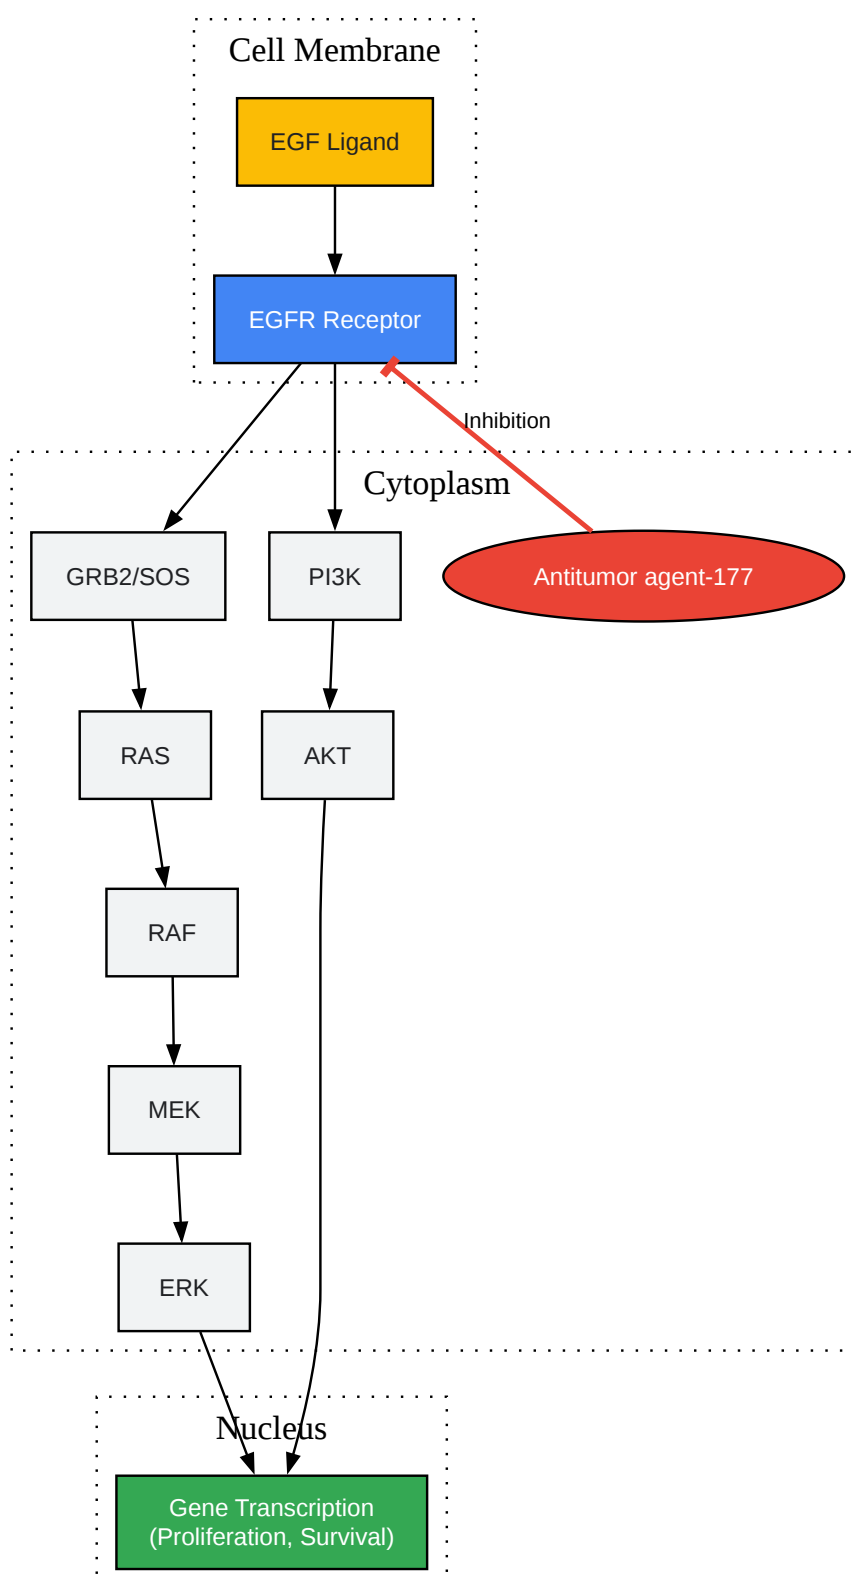 Cell Membrane
EGF Ligand
EGFR Receptor
Inhibition
Cytoplasm
GRB2/SOS
PI3K
Antitumor agent-177
RAS
AKT
RAF
MEK
ERK
Nucleus
Gene Transcription
(Proliferation, Survival)